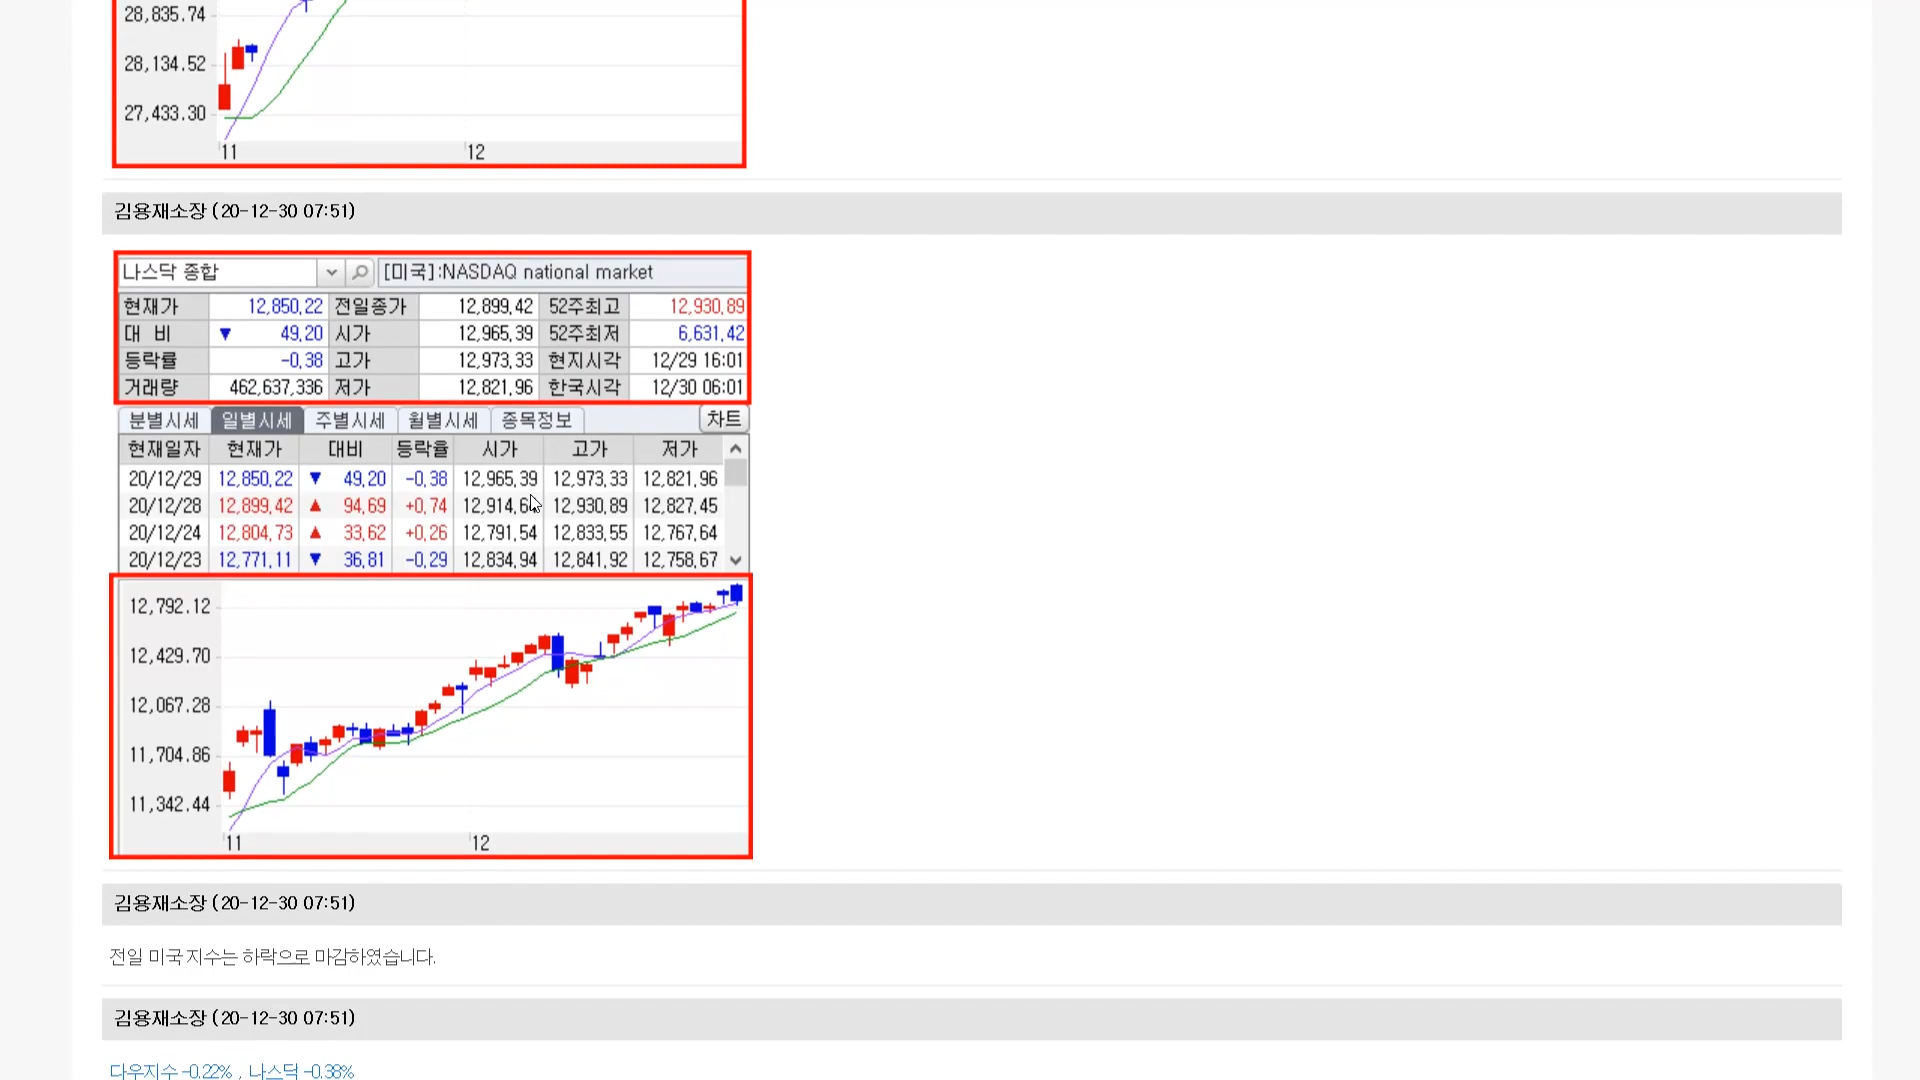 28,835.74
28,134.52
27,433.30
11 12
김용재소장 (20-12-30 07:51)
나스닥 종합 [미국]:NASDAQ national market
현재가 12,850.22 전일종가 12,899.42 52주최고 12,930.89
대 비 ▼ 49.20 시가 12,965.39 52주최저 6,631.42
등락률 -0.38 고가 12,973.33 현지시각 12/29 16:01
거래량 462,637,336 저가 12,821.96 한국시각 12/30 06:01
분별시세 일별시세 주별시세 월별시세 종목정보 차트
현재일자 현재가 대비 등락율 시가 고가 저가
20/12/29 12,850.22 ▼ 49.20 -0.38 12,965.39 12,973.33 12,821.96
20/12/28 12,899.42 ▲ 94.69 +0.74 12,914.6 12,930.89 12,827.45
20/12/24 12,804.73 ▲ 33.62 +0.26 12,791.54 12,833.55 12,767.64
20/12/23 12,771.11 ▼ 36.81 -0.29 12,834.94 12,841.92 12,758.67
12,792.12
12,429.70
12,067.28
11,704.86
11,342.44
11 12
김용재소장 (20-12-30 07:51)
전일 미국 지수는 하락으로 마감하였습니다.
김용재소장 (20-12-30 07:51)
다우지수 -0.22% , 나스닥 -0.38%